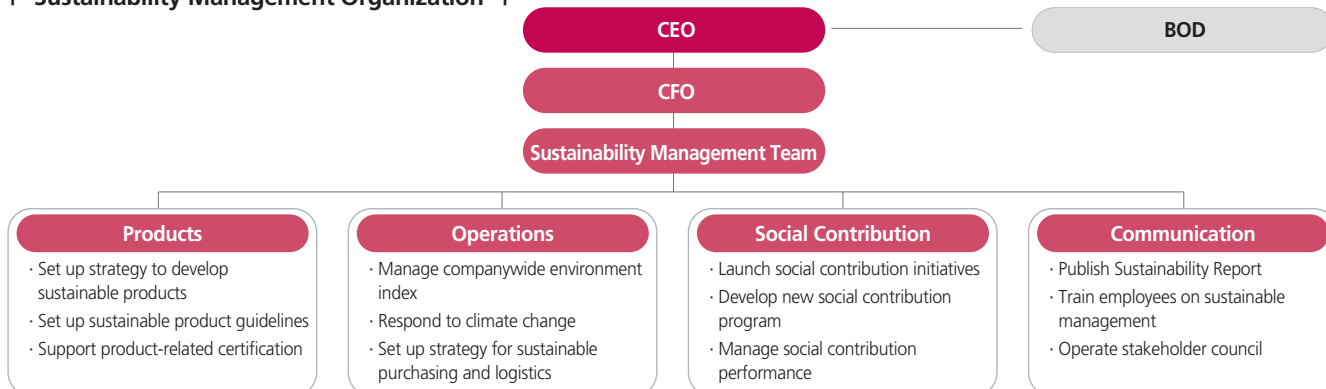 Sustainability Management Organization
CEO
BOD
CFO
Sustainability Management Team
Products
· Set up strategy to develop
sustainable products
· Set up sustainable product guidelines
· Support product-related certification
Operations
· Manage companywide environment
index
· Respond to climate change
· Set up strategy for sustainable
purchasing and logistics
Social Contribution
· Launch social contribution initiatives
· Develop new social contribution
program
· Manage social contribution
performance
Communication
· Publish Sustainability Report
· Train employees on sustainable
management
· Operate stakeholder council